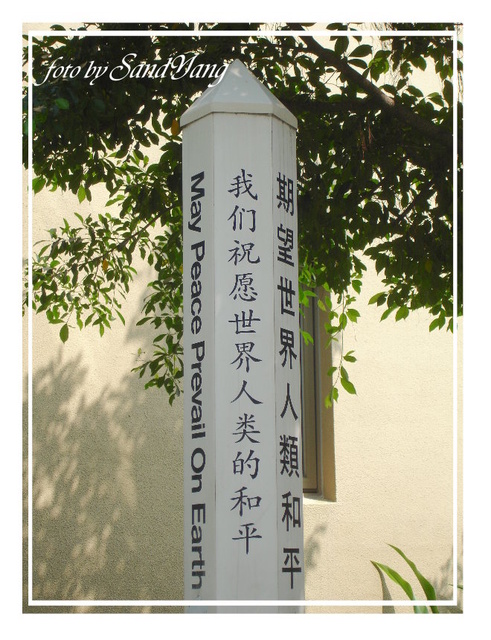 foto by SandYang
May Peace Prevail On Earth
我们祝愿世界人类的和平
期望世界人類和平